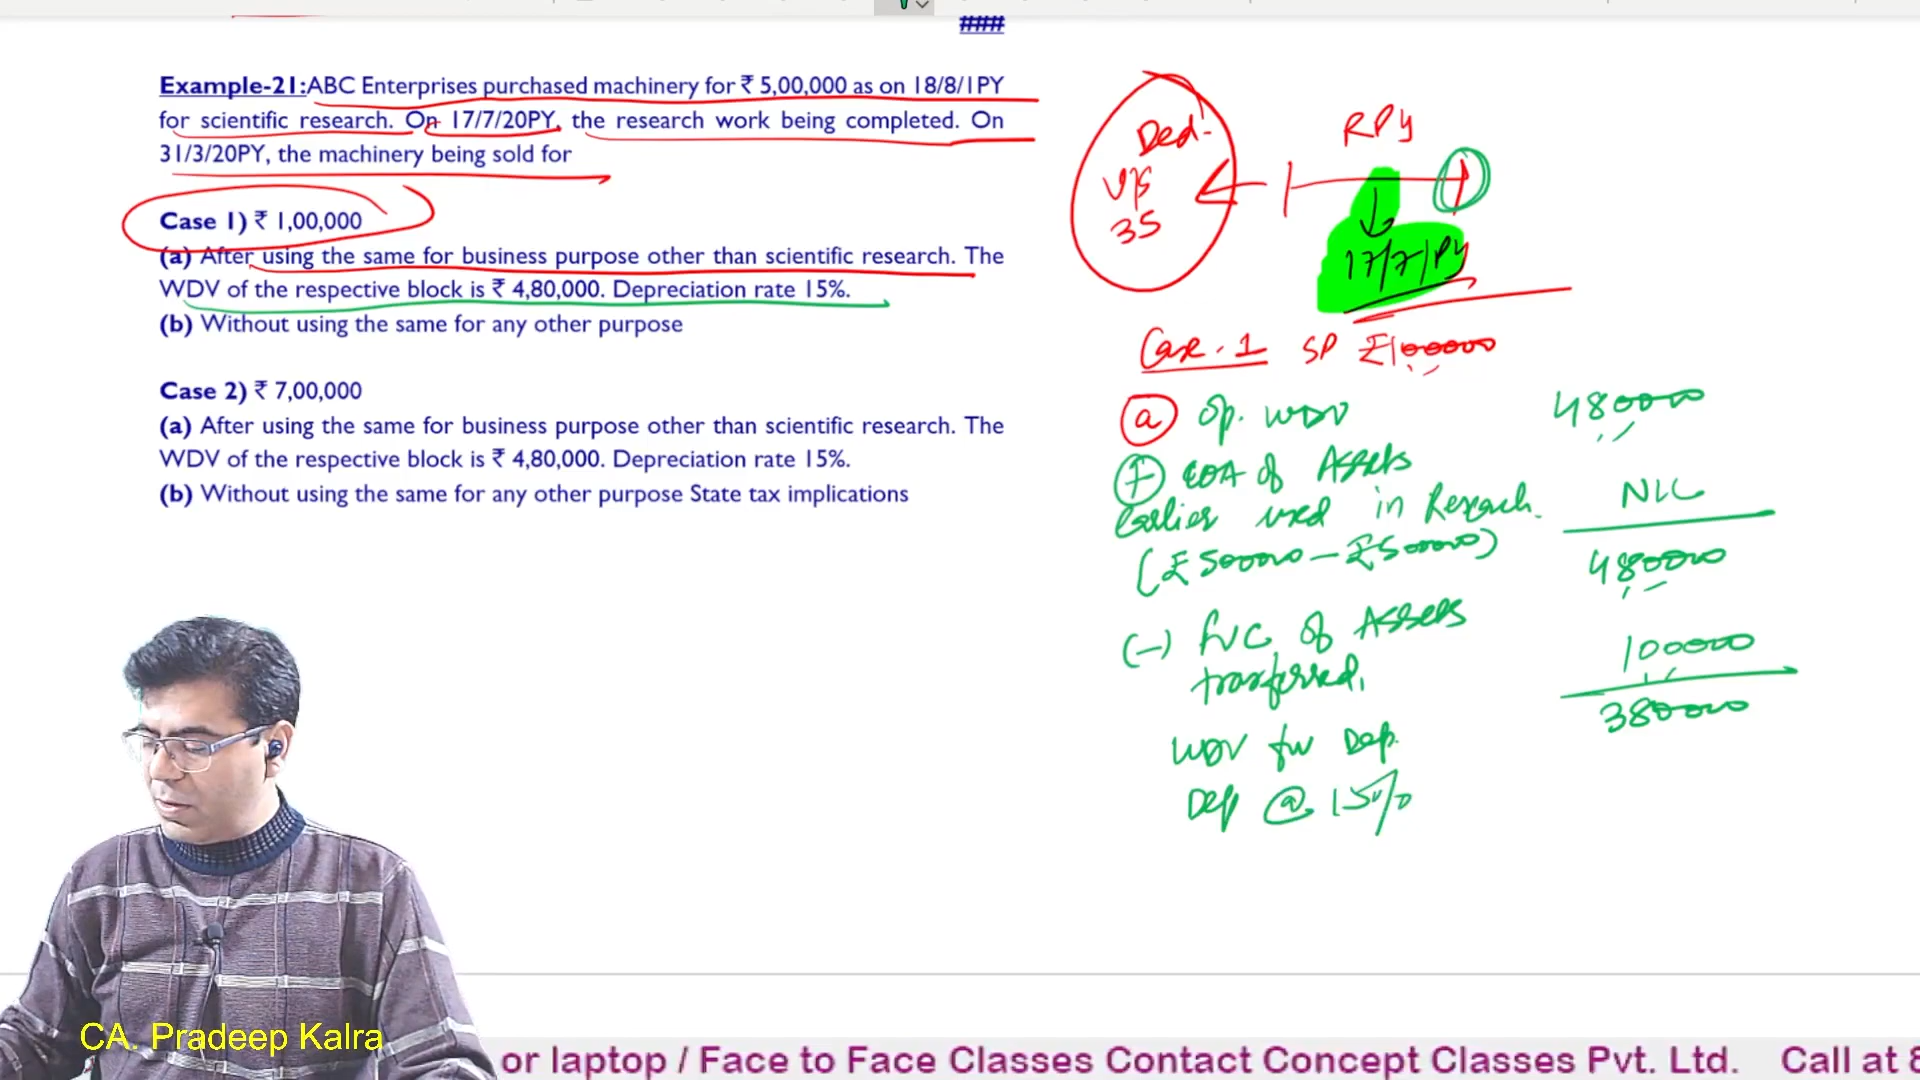 ###
Example-21:ABC Enterprises purchased machinery for ₹ 5,00,000 as on 18/8/1PY
for scientific research. On 17/7/20PY, the research work being completed. On
31/3/20PY, the machinery being sold for
Case 1) ₹ 1,00,000
(a) After using the same for business purpose other than scientific research. The
WDV of the respective block is ₹ 4,80,000. Depreciation rate 15%.
(b) Without using the same for any other purpose
Case 2) ₹ 7,00,000
(a) After using the same for business purpose other than scientific research. The
WDV of the respective block is ₹ 4,80,000. Depreciation rate 15%.
(b) Without using the same for any other purpose State tax implications
Ded.
u/s
35
RPY
17/7/PY
Case. 1 SP ₹100000
(a) Op. WDV 480000
(+) COA of Assets
Earlier used in Research. NIL
(₹500000 - ₹500000) 480000
(-) FVC of Assets 100000
transferred. 380000
WDV for Dep.
Dep @ 15%
CA. Pradeep Kalra
or laptop / Face to Face Classes Contact Concept Classes Pvt. Ltd. Call at 8